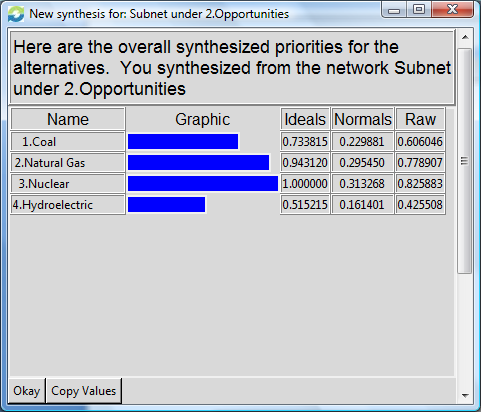 New synthesis for: Subnet under 2.Opportunities
Here are the overall synthesized priorities for the
alternatives.  You synthesized from the network Subnet
under 2.Opportunities
Name Graphic Ideals Normals Raw
1.Coal 0.733815 0.229881 0.606046
2.Natural Gas 0.943120 0.295450 0.778907
3.Nuclear 1.000000 0.313268 0.825883
4.Hydroelectric 0.515215 0.161401 0.425508
Okay Copy Values